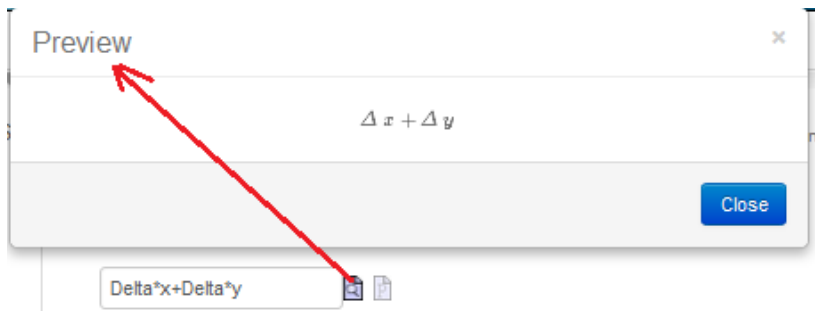 Preview
×
Δ x + Δ y
Close
Delta*x+Delta*y